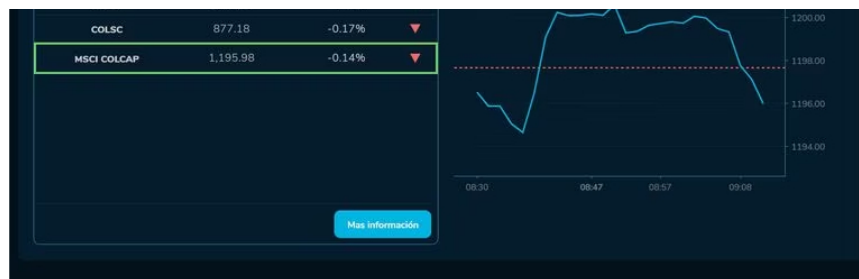 COLSC 877.18 -0.17% ▼
MSCI COLCAP 1,195.98 -0.14% ▼
Mas información
1200.00
1198.00
1196.00
1194.00
08:30 08:47 08:57 09:08